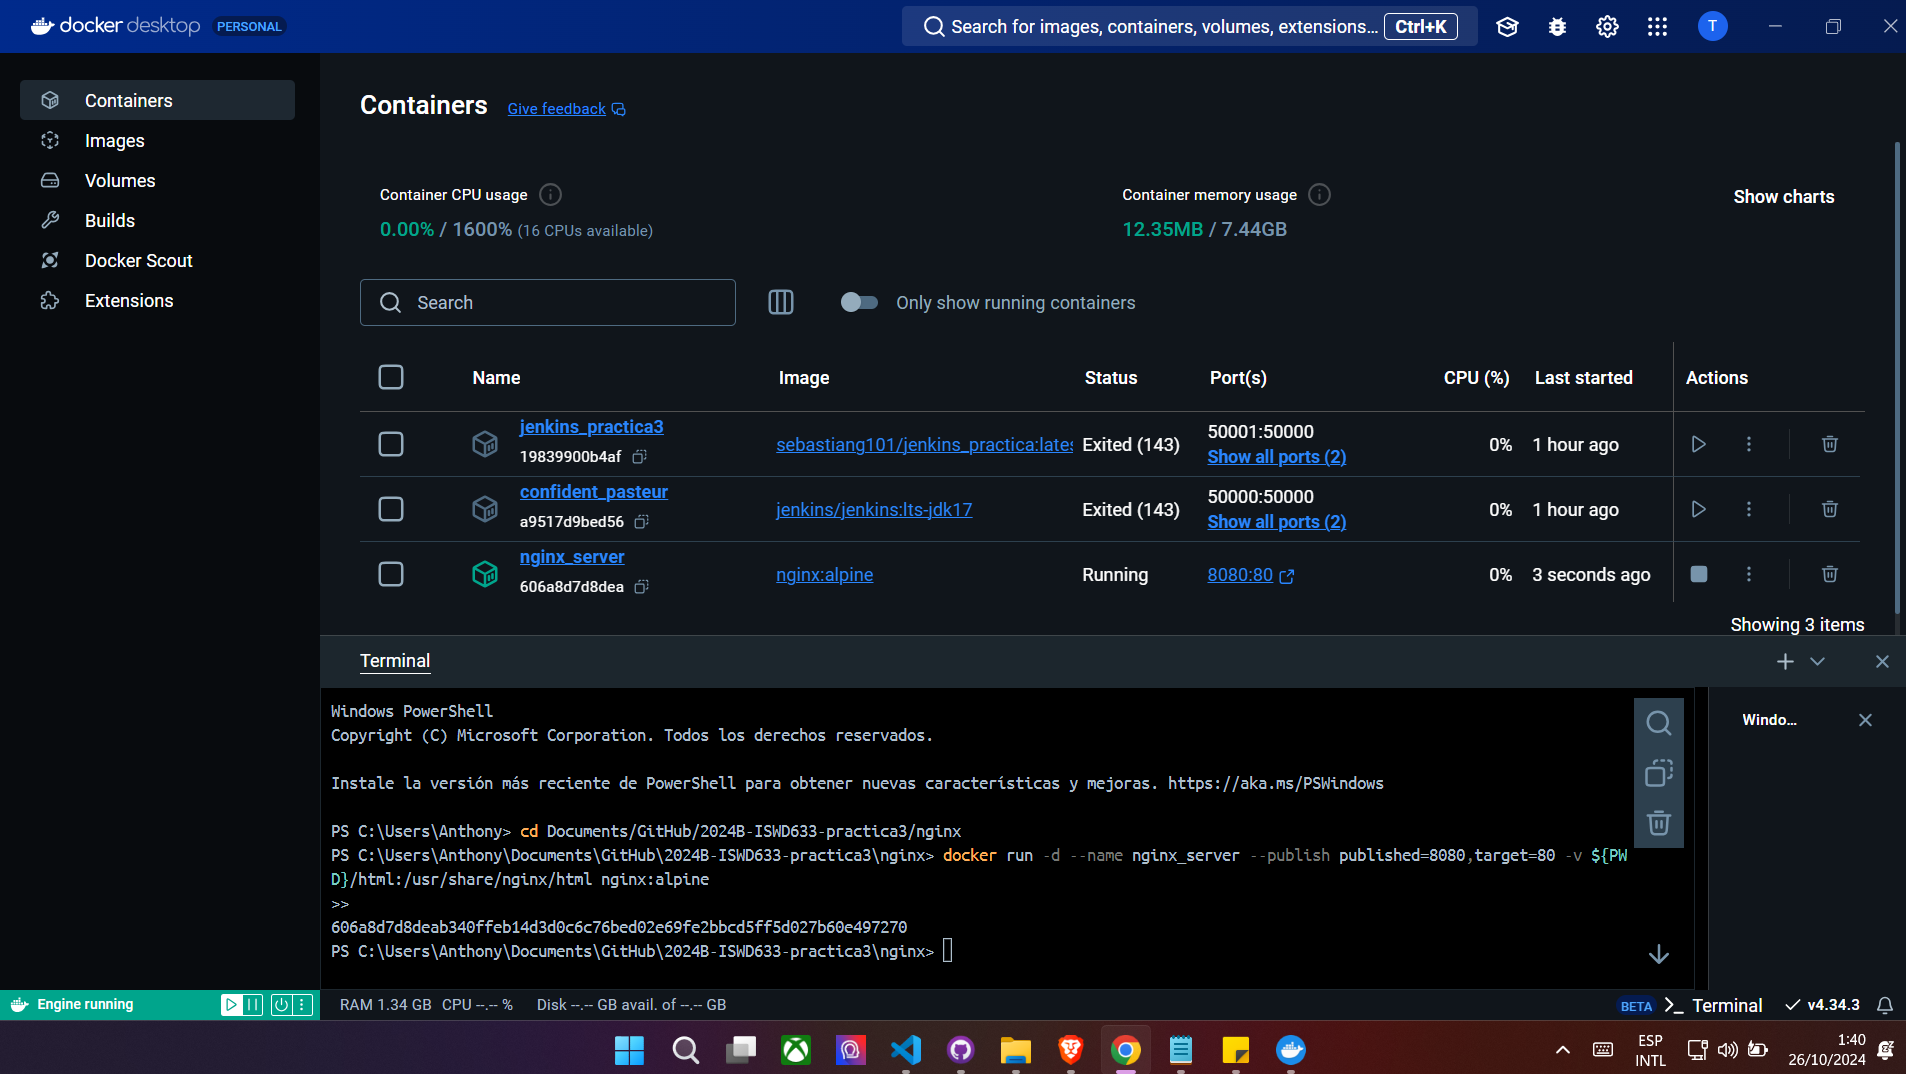 docker desktop PERSONAL
Search for images, containers, volumes, extensions... Ctrl+K
T
Containers
Images
Volumes
Builds
Docker Scout
Extensions
Containers Give feedback
Container CPU usage
0.00% / 1600% (16 CPUs available)
Container memory usage
12.35MB / 7.44GB
Show charts
Search
Only show running containers
Name Image Status Port(s) CPU (%) Last started Actions
jenkins_practica3
19839900b4af
sebastiang101/jenkins_practica:lates
Exited (143)
50001:50000
Show all ports (2)
0% 1 hour ago
confident_pasteur
a9517d9bed56
jenkins/jenkins:lts-jdk17
Exited (143)
50000:50000
Show all ports (2)
0% 1 hour ago
nginx_server
606a8d7d8dea
nginx:alpine
Running
8080:80
0% 3 seconds ago
Showing 3 items
Terminal
Windows PowerShell
Copyright (C) Microsoft Corporation. Todos los derechos reservados.
Instale la versión más reciente de PowerShell para obtener nuevas características y mejoras. https://aka.ms/PSWindows
PS C:\Users\Anthony> cd Documents/GitHub/2024B-ISWD633-practica3/nginx
PS C:\Users\Anthony\Documents\GitHub\2024B-ISWD633-practica3\nginx> docker run -d --name nginx_server --publish published=8080,target=80 -v ${PW
D}/html:/usr/share/nginx/html nginx:alpine
>>
606a8d7d8deab340ffeb14d3d0c6c76bed02e69fe2bbcd5ff5d027b60e497270
PS C:\Users\Anthony\Documents\GitHub\2024B-ISWD633-practica3\nginx>
Windo...
Engine running
RAM 1.34 GB CPU --.-- % Disk --.-- GB avail. of --.-- GB
BETA Terminal v4.34.3
ESP
INTL
1:40
26/10/2024